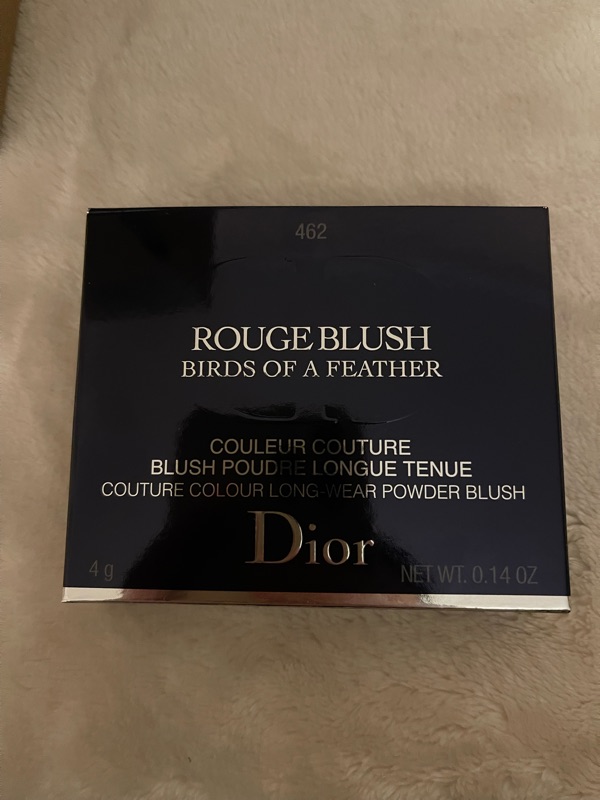 462
ROUGE BLUSH
BIRDS OF A FEATHER
COULEUR COUTURE
BLUSH POUDRE LONGUE TENUE
COUTURE COLOUR LONG-WEAR POWDER BLUSH
Dior
4 g NET WT. 0.14 OZ